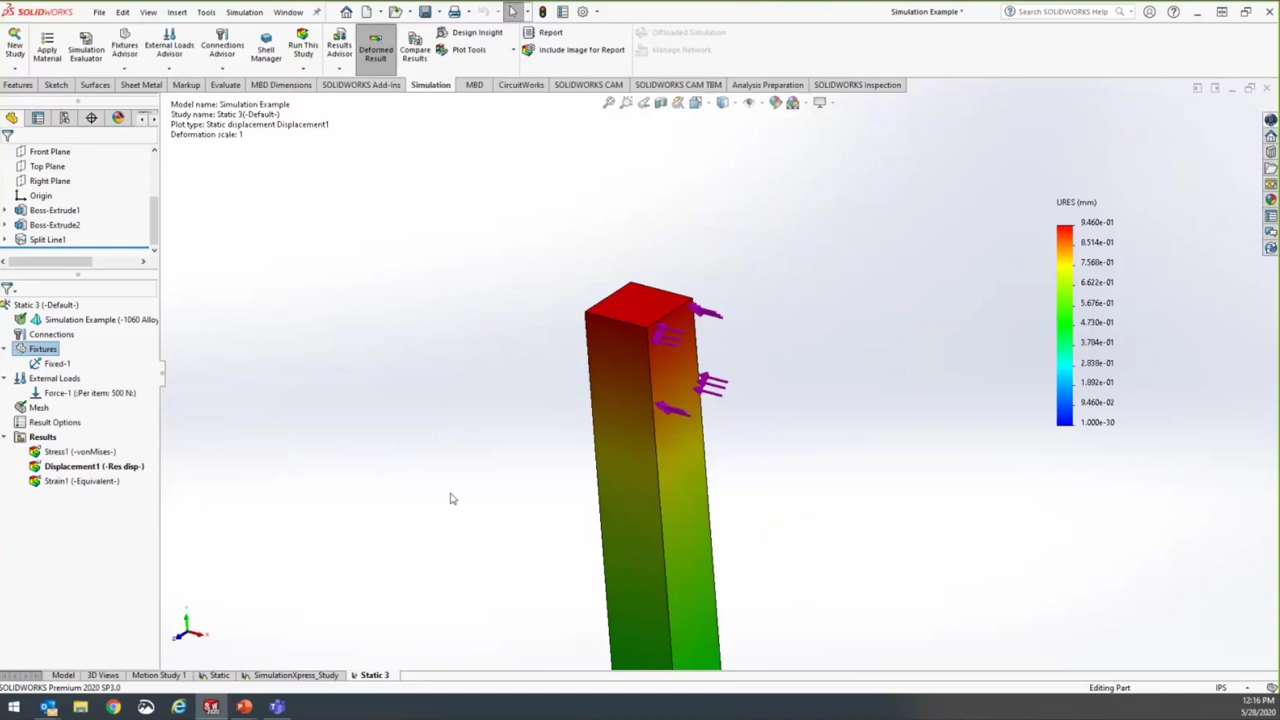 SOLIDWORKS
File
Edit
View
Insert
Tools
Simulation
Window
Simulation Example *
Search SOLIDWORKS Help
New Study
Apply Material
Simulation Evaluator
Fixtures Advisor
External Loads Advisor
Connections Advisor
Shell Manager
Run This Study
Results Advisor
Deformed Result
Compare Results
Design Insight
Plot Tools
Report
Include Image for Report
Offloaded Simulation
Manage Network
Features
Sketch
Surfaces
Sheet Metal
Markup
Evaluate
MBD Dimensions
SOLIDWORKS Add-Ins
Simulation
MBD
CircuitWorks
SOLIDWORKS CAM
SOLIDWORKS CAM TBM
Analysis Preparation
SOLIDWORKS Inspection
Model name: Simulation Example
Study name: Static 3(-Default-)
Plot type: Static displacement Displacement1
Deformation scale: 1
Front Plane
Top Plane
Right Plane
Origin
Boss-Extrude1
Boss-Extrude2
Split Line1
Static 3 (-Default-)
Simulation Example (-1060 Alloy
Connections
Fixtures
Fixed-1
External Loads
Force-1 (:Per item: 500 N:)
Mesh
Result Options
Results
Stress1 (-vonMises-)
Displacement1 (-Res disp-)
Strain1 (-Equivalent-)
URES (mm)
9.460e-01
8.514e-01
7.568e-01
6.622e-01
5.676e-01
4.730e-01
3.784e-01
2.838e-01
1.892e-01
9.460e-02
1.000e-30
Y
X
Z
Model
3D Views
Motion Study 1
Static
SimulationXpress_Study
Static 3
SOLIDWORKS Premium 2020 SP3.0
Editing Part
IPS
12:16 PM
5/28/2020